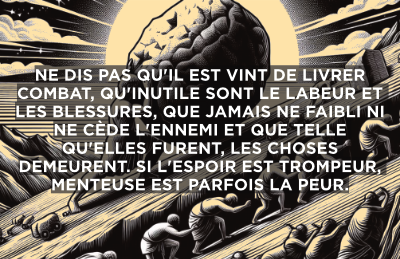 NE DIS PAS QU'IL EST VINT DE LIVRER
COMBAT, QU'INUTILE SONT LE LABEUR ET
LES BLESSURES, QUE JAMAIS NE FAIBLI NI
NE CÈDE L'ENNEMI ET QUE TELLE
QU'ELLES FURENT, LES CHOSES
DEMEURENT. SI L'ESPOIR EST TROMPEUR,
MENTEUSE EST PARFOIS LA PEUR.